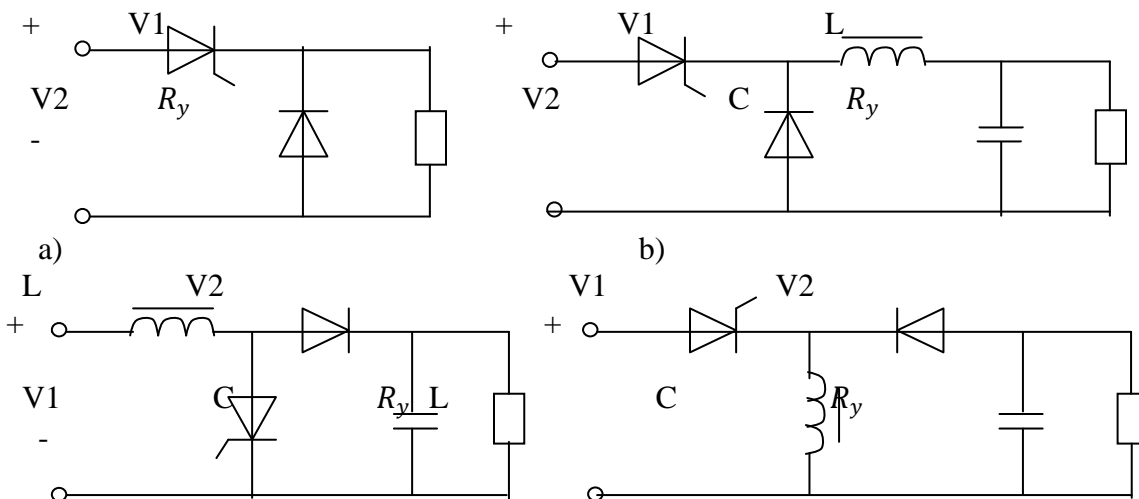 + V1 + V1 L
V2 R_y V2 C R_y
-
a) b)
L V2 V1 V2
+ +
V1 C R_y L C R_y
-